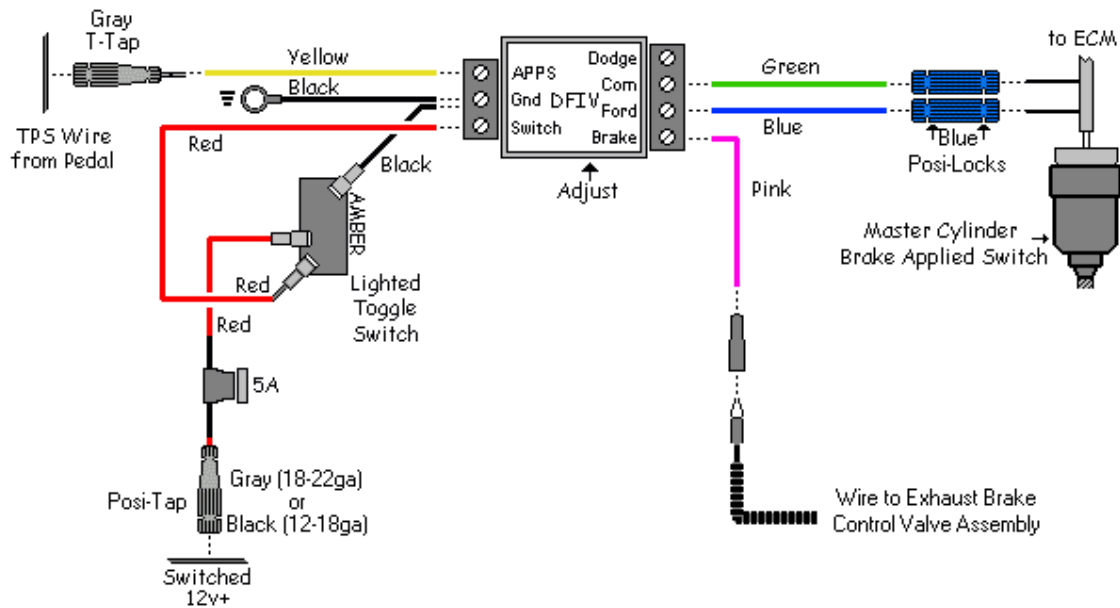 Gray
T-Tap
TPS Wire
from Pedal
Yellow
Black
Red
Black
APPS
Gnd
DFIV
Switch
Dodge
Com
Ford
Brake
Adjust
Green
Blue
Pink
Blue
Posi-Locks
to ECM
Master Cylinder
Brake Applied Switch
AMBER
Lighted
Toggle
Switch
Red
Red
5A
Posi-Tap
Gray (18-22ga)
or
Black (12-18ga)
Switched
12v+
Wire to Exhaust Brake
Control Valve Assembly